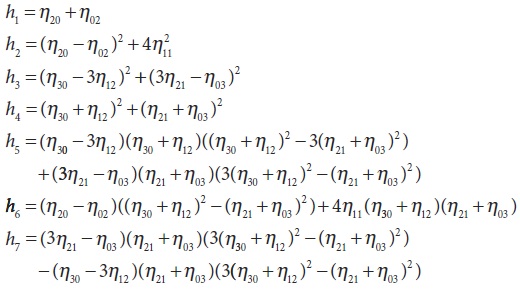 h₁ = η₂₀ + η₀₂
h₂ = (η₂₀ − η₀₂)² + 4η₁₁²
h₃ = (η₃₀ − 3η₁₂)² + (3η₂₁ − η₀₃)²
h₄ = (η₃₀ + η₁₂)² + (η₂₁ + η₀₃)²
h₅ = (η₃₀ − 3η₁₂)(η₃₀ + η₁₂)((η₃₀ + η₁₂)² − 3(η₂₁ + η₀₃)²)
+(3η₂₁ − η₀₃)(η₂₁ + η₀₃)(3(η₃₀ + η₁₂)² − (η₂₁ + η₀₃)²)
h₆ = (η₂₀ − η₀₂)((η₃₀ + η₁₂)² − (η₂₁ + η₀₃)²) + 4η₁₁(η₃₀ + η₁₂)(η₂₁ + η₀₃)
h₇ = (3η₂₁ − η₀₃)(η₂₁ + η₀₃)(3(η₃₀ + η₁₂)² − (η₂₁ + η₀₃)²)
−(η₃₀ − 3η₁₂)(η₂₁ + η₀₃)(3(η₃₀ + η₁₂)² − (η₂₁ + η₀₃)²)